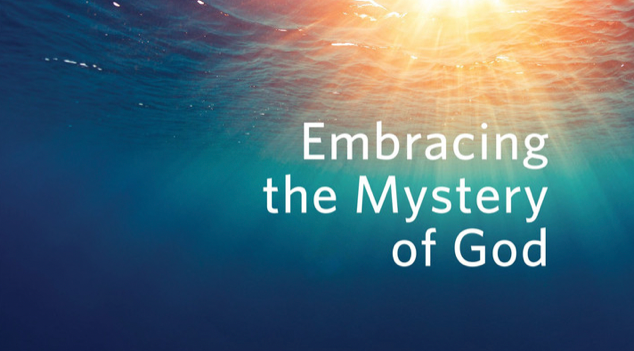 Embracing
the Mystery
of God